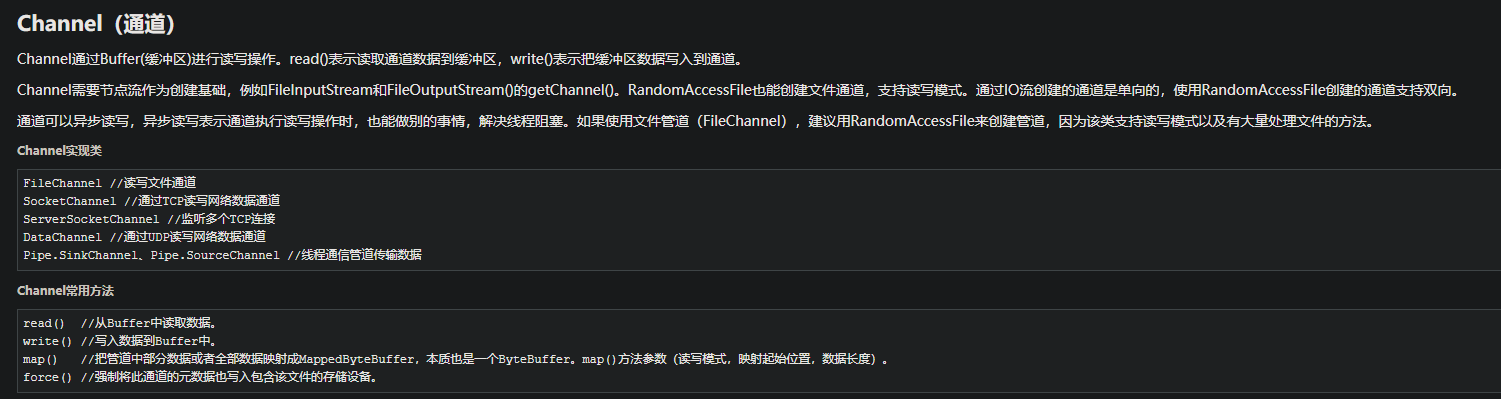 Channel（通道）
Channel通过Buffer(缓冲区)进行读写操作。read()表示读取通道数据到缓冲区，write()表示把缓冲区数据写入到通道。
Channel需要节点流作为创建基础，例如FileInputStream和FileOutputStream()的getChannel()。RandomAccessFile也能创建文件通道，支持读写模式。通过IO流创建的通道是单向的，使用RandomAccessFile创建的通道支持双向。
通道可以异步读写，异步读写表示通道执行读写操作时，也能做别的事情，解决线程阻塞。如果使用文件管道（FileChannel），建议用RandomAccessFile来创建管道，因为该类支持读写模式以及有大量处理文件的方法。
Channel实现类
FileChannel //读写文件通道
SocketChannel //通过TCP读写网络数据通道
ServerSocketChannel //监听多个TCP连接
DataChannel //通过UDP读写网络数据通道
Pipe.SinkChannel、Pipe.SourceChannel //线程通信管道传输数据
Channel常用方法
read()  //从Buffer中读取数据。
write() //写入数据到Buffer中。
map()   //把管道中部分数据或者全部数据映射成MappedByteBuffer，本质也是一个ByteBuffer。map()方法参数（读写模式，映射起始位置，数据长度）。
force() //强制将此通道的元数据也写入包含该文件的存储设备。